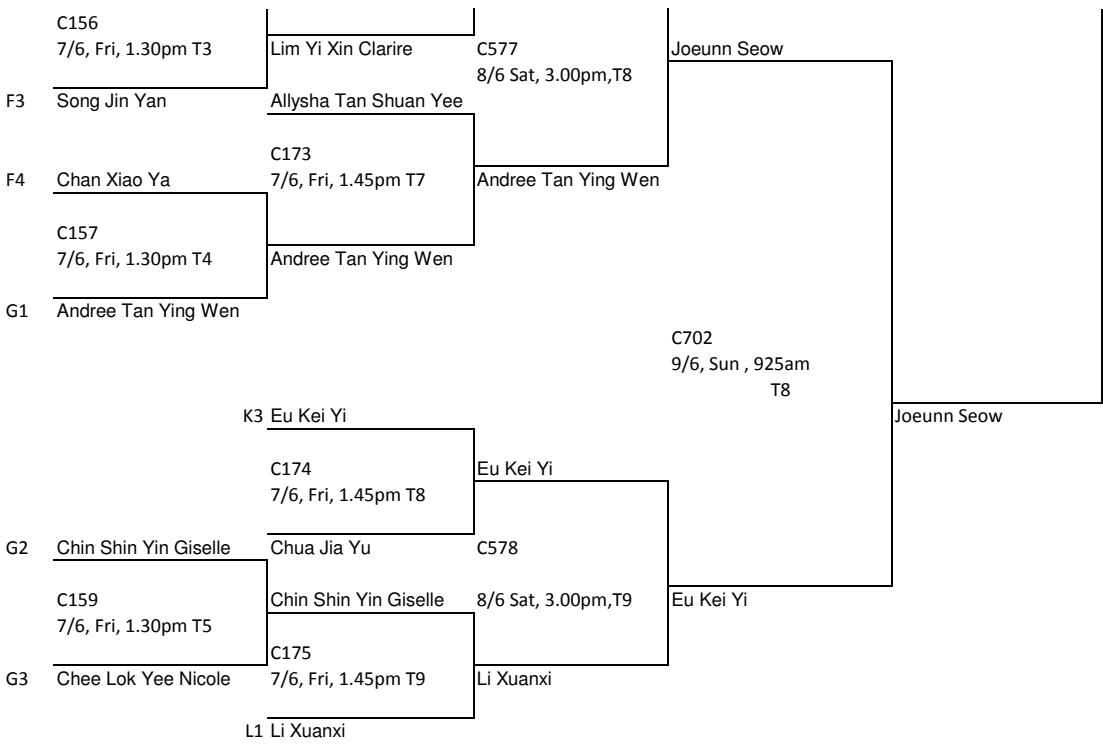 C156
7/6, Fri, 1.30pm T3
Lim Yi Xin Clarire
C577
8/6 Sat, 3.00pm,T8
Joeunn Seow
F3 Song Jin Yan
Allysha Tan Shuan Yee
C173
7/6, Fri, 1.45pm T7
F4 Chan Xiao Ya
Andree Tan Ying Wen
C157
7/6, Fri, 1.30pm T4
Andree Tan Ying Wen
G1 Andree Tan Ying Wen
C702
9/6, Sun , 925am
T8
K3 Eu Kei Yi
Joeunn Seow
C174
7/6, Fri, 1.45pm T8
Eu Kei Yi
G2 Chin Shin Yin Giselle
Chua Jia Yu
C578
8/6 Sat, 3.00pm,T9
C159
7/6, Fri, 1.30pm T5
Chin Shin Yin Giselle
Eu Kei Yi
C175
7/6, Fri, 1.45pm T9
G3 Chee Lok Yee Nicole
Li Xuanxi
L1 Li Xuanxi